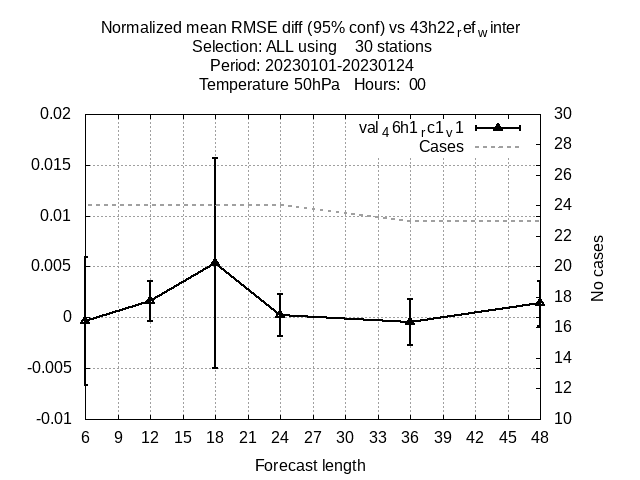 Normalized mean RMSE diff (95% conf) vs 43h22refwinter
Selection: ALL using 30 stations
Period: 20230101-20230124
Temperature 50hPa Hours: 00
val46h1rc1v1
Cases
0.02
0.015
0.01
0.005
0
-0.005
-0.01
30
28
26
24
22
20
18
16
14
12
10
No cases
6 9 12 15 18 21 24 27 30 33 36 39 42 45 48
Forecast length